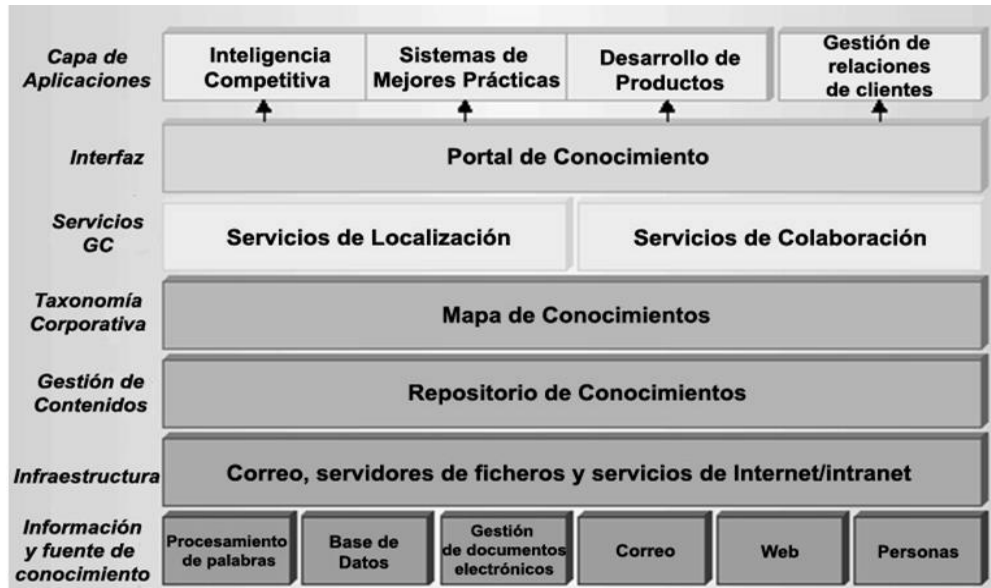 Capa de
Aplicaciones
Inteligencia
Competitiva
Sistemas de
Mejores Prácticas
Desarrollo de
Productos
Gestión de
relaciones
de clientes
Interfaz
Portal de Conocimiento
Servicios
GC
Servicios de Localización
Servicios de Colaboración
Taxonomía
Corporativa
Mapa de Conocimientos
Gestión de
Contenidos
Repositorio de Conocimientos
Infraestructura
Correo, servidores de ficheros y servicios de Internet/intranet
Información
y fuente de
conocimiento
Procesamiento
de palabras
Base de
Datos
Gestión
de documentos
electrónicos
Correo
Web
Personas